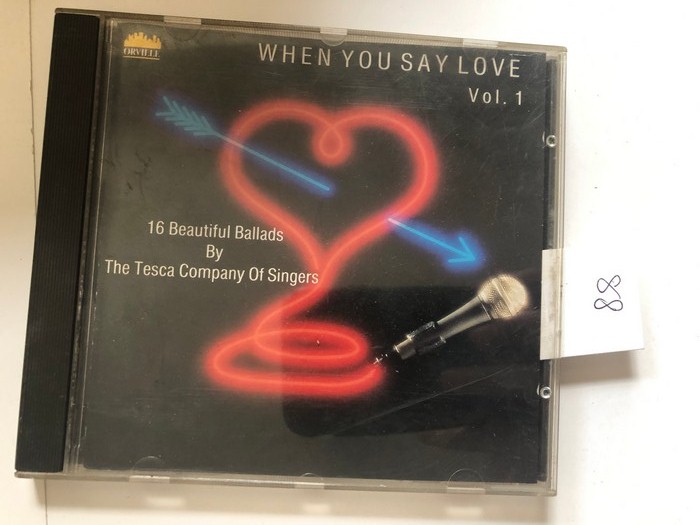 ORVILLE
WHEN YOU SAY LOVE
Vol. 1
16 Beautiful Ballads
By
The Tesca Company Of Singers
88